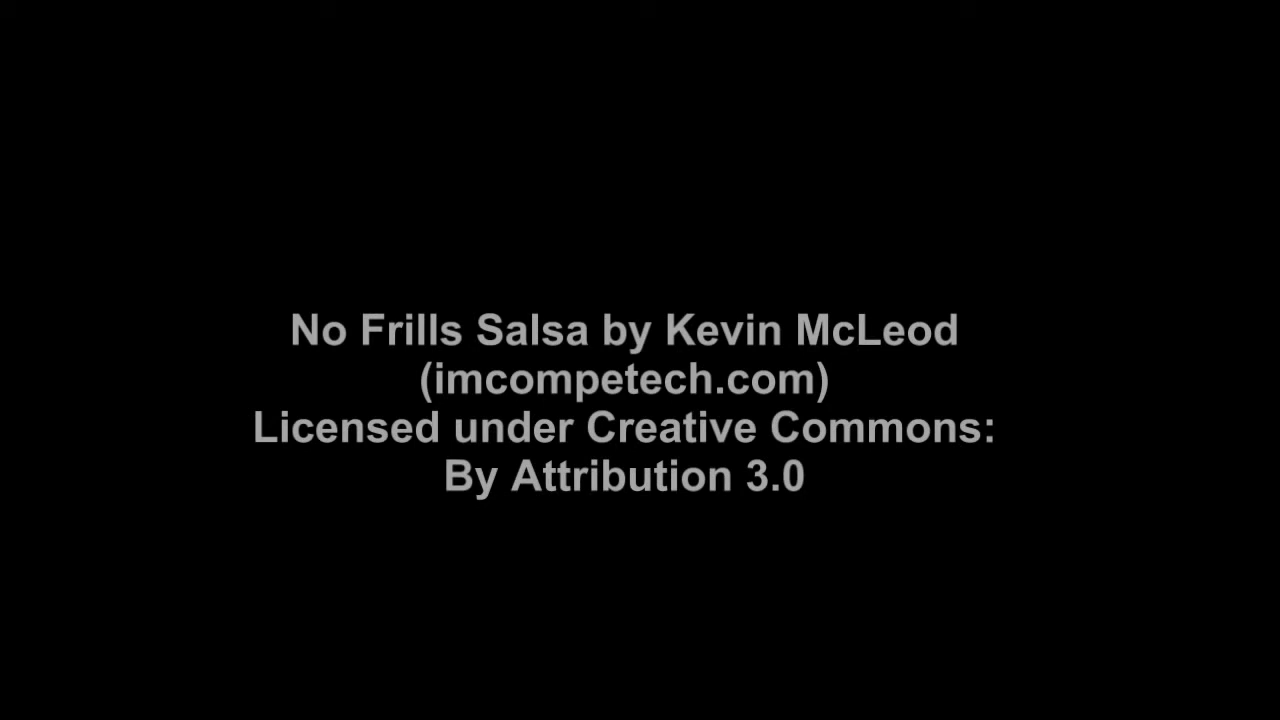 No Frills Salsa by Kevin McLeod
(imcompetech.com)
Licensed under Creative Commons:
By Attribution 3.0